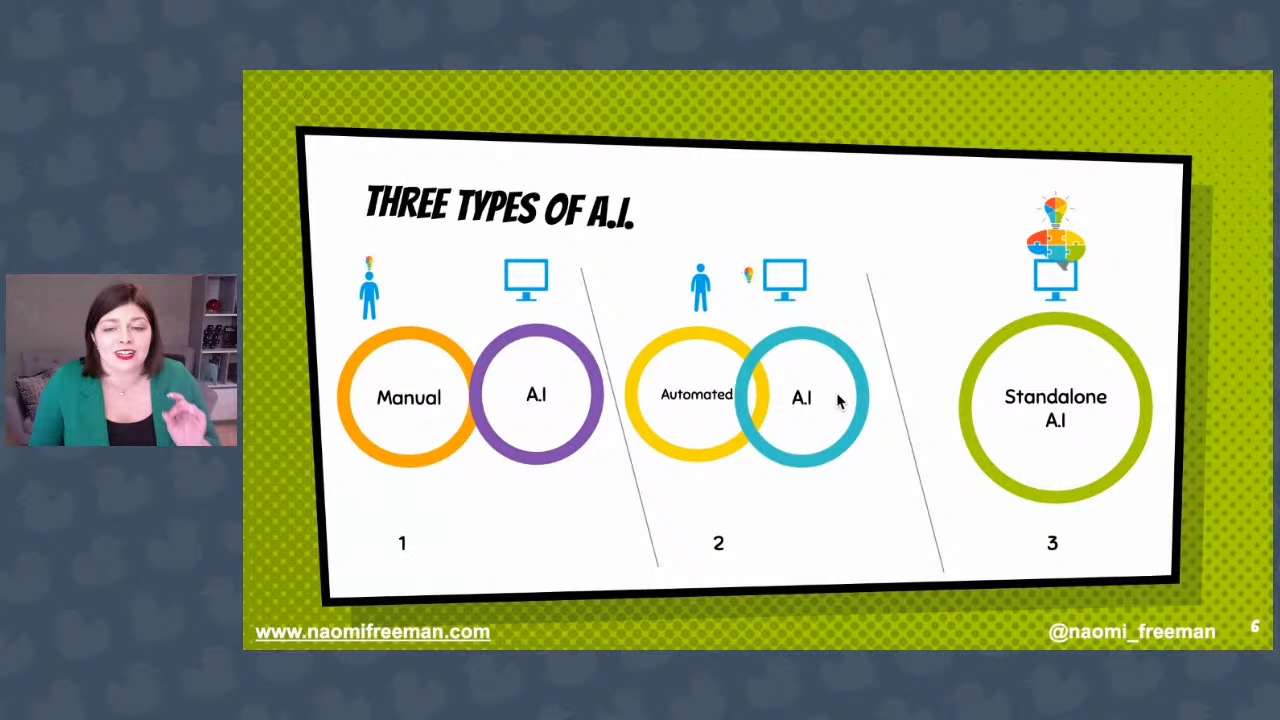 THREE TYPES OF A.I.
Manual
A.I
Automated
A.I
Standalone
A.I
1
2
3
www.naomifreeman.com
@naomi_freeman
6